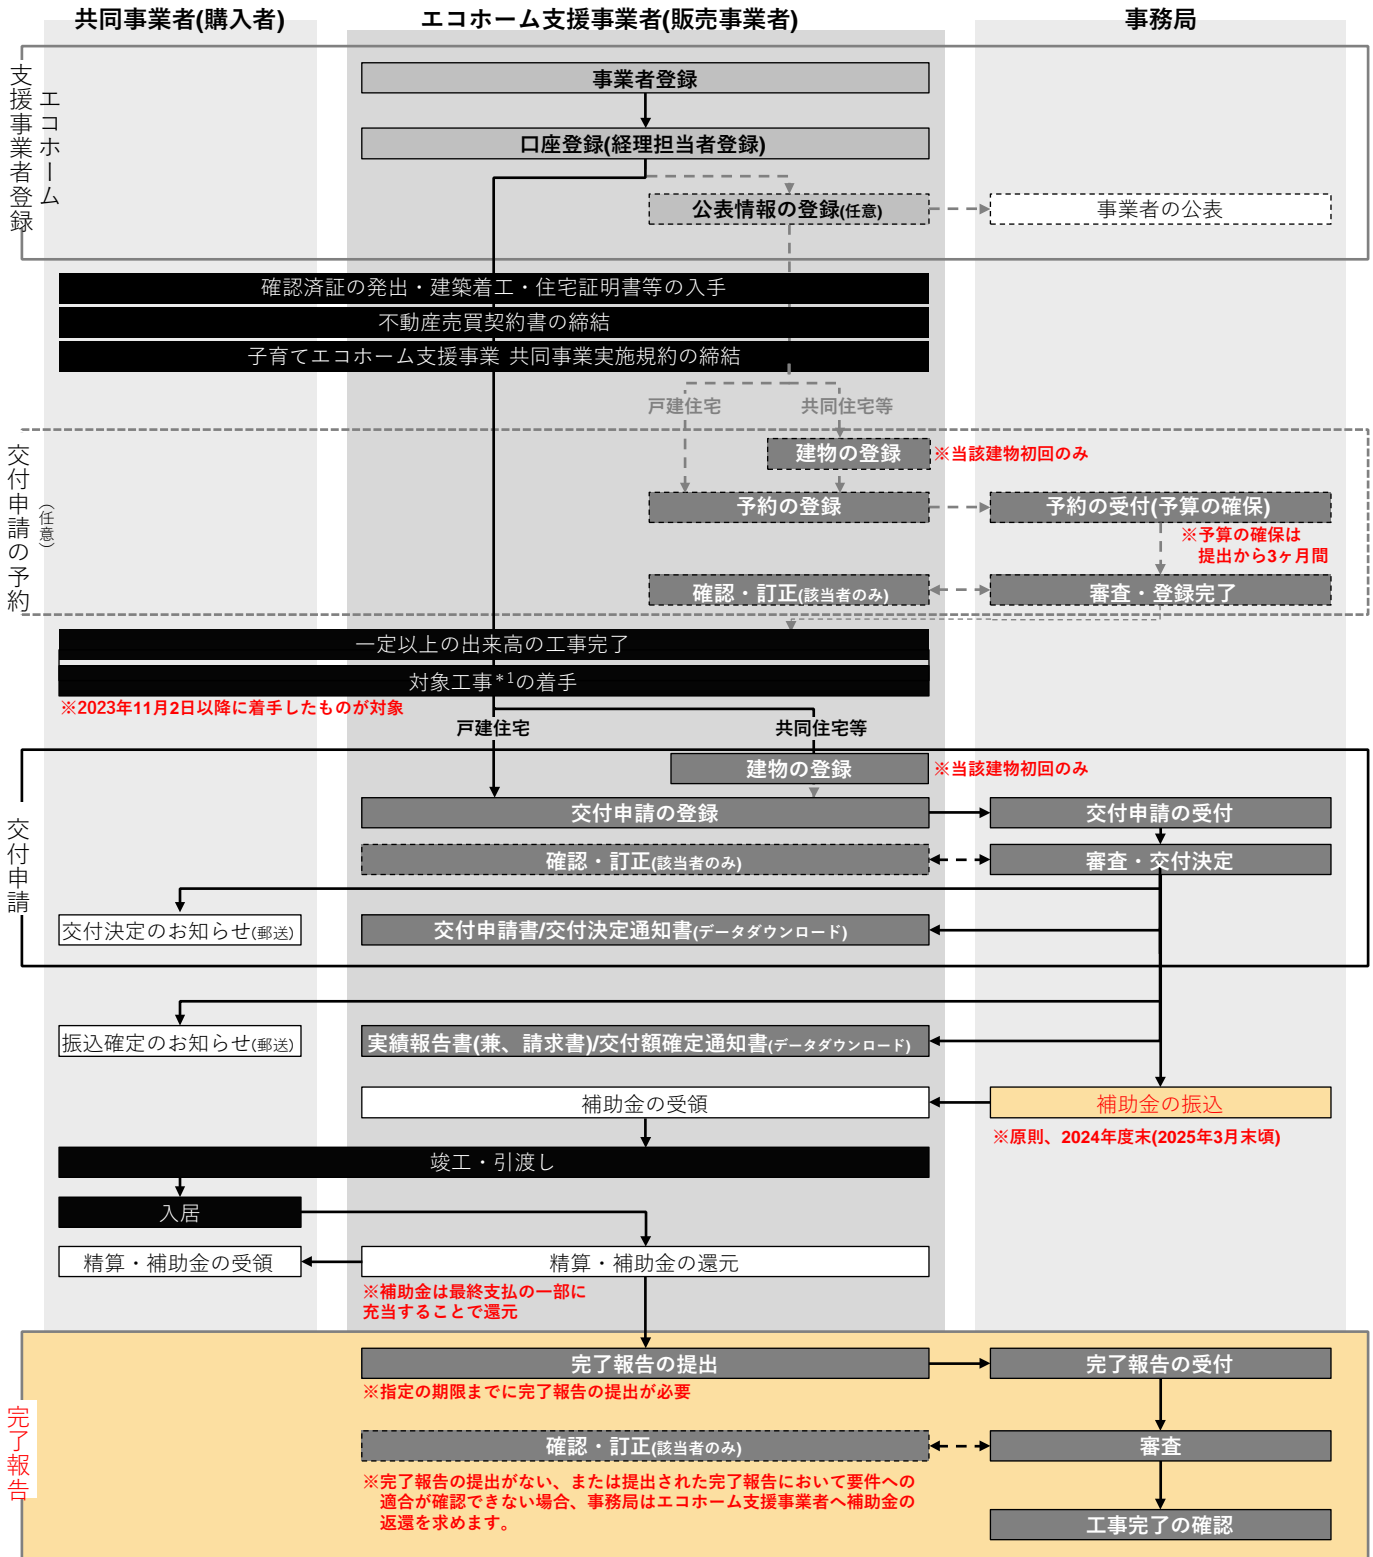 共同事業者(購入者)
エコホーム支援事業者(販売事業者)
事務局
エコホーム
支援事業者登録
事業者登録
口座登録(経理担当者登録)
公表情報の登録(任意)
事業者の公表
確認済証の発出・建築着工・住宅証明書等の入手
不動産売買契約書の締結
子育てエコホーム支援事業 共同事業実施規約の締結
戸建住宅
共同住宅等
交付申請の予約
(任意)
建物の登録
※当該建物初回のみ
予約の登録
予約の受付(予算の確保)
※予算の確保は
提出から3ヶ月間
確認・訂正(該当者のみ)
審査・登録完了
一定以上の出来高の工事完了
対象工事*1の着手
※2023年11月2日以降に着手したものが対象
戸建住宅
共同住宅等
交付申請
建物の登録
※当該建物初回のみ
交付申請の登録
交付申請の受付
確認・訂正(該当者のみ)
審査・交付決定
交付決定のお知らせ(郵送)
交付申請書/交付決定通知書(データダウンロード)
振込確定のお知らせ(郵送)
実績報告書(兼、請求書)/交付額確定通知書(データダウンロード)
補助金の受領
補助金の振込
※原則、2024年度末(2025年3月末頃)
竣工・引渡し
入居
精算・補助金の受領
精算・補助金の還元
※補助金は最終支払の一部に
充当することで還元
完了報告
完了報告の提出
完了報告の受付
※指定の期限までに完了報告の提出が必要
確認・訂正(該当者のみ)
審査
※完了報告の提出がない、または提出された完了報告において要件への
適合が確認できない場合、事務局はエコホーム支援事業者へ補助金の
返還を求めます。
工事完了の確認